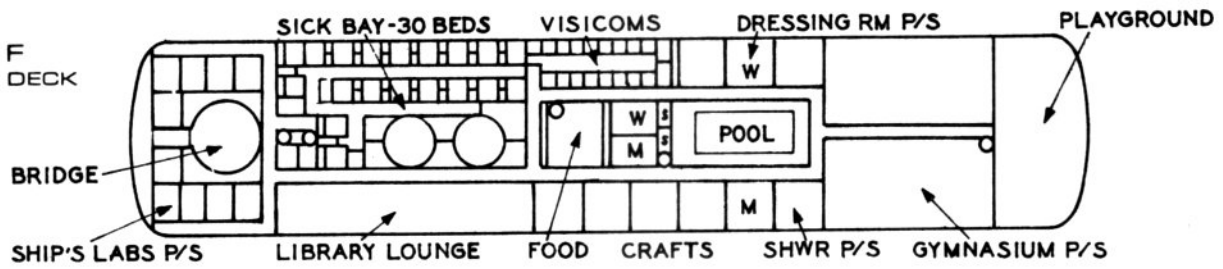 SICK BAY-30 BEDS VISICOMS DRESSING RM P/S PLAYGROUND
F
DECK
W
W S
M S
POOL
BRIDGE
M
SHIP'S LABS P/S LIBRARY LOUNGE FOOD CRAFTS SHWR P/S GYMNASIUM P/S